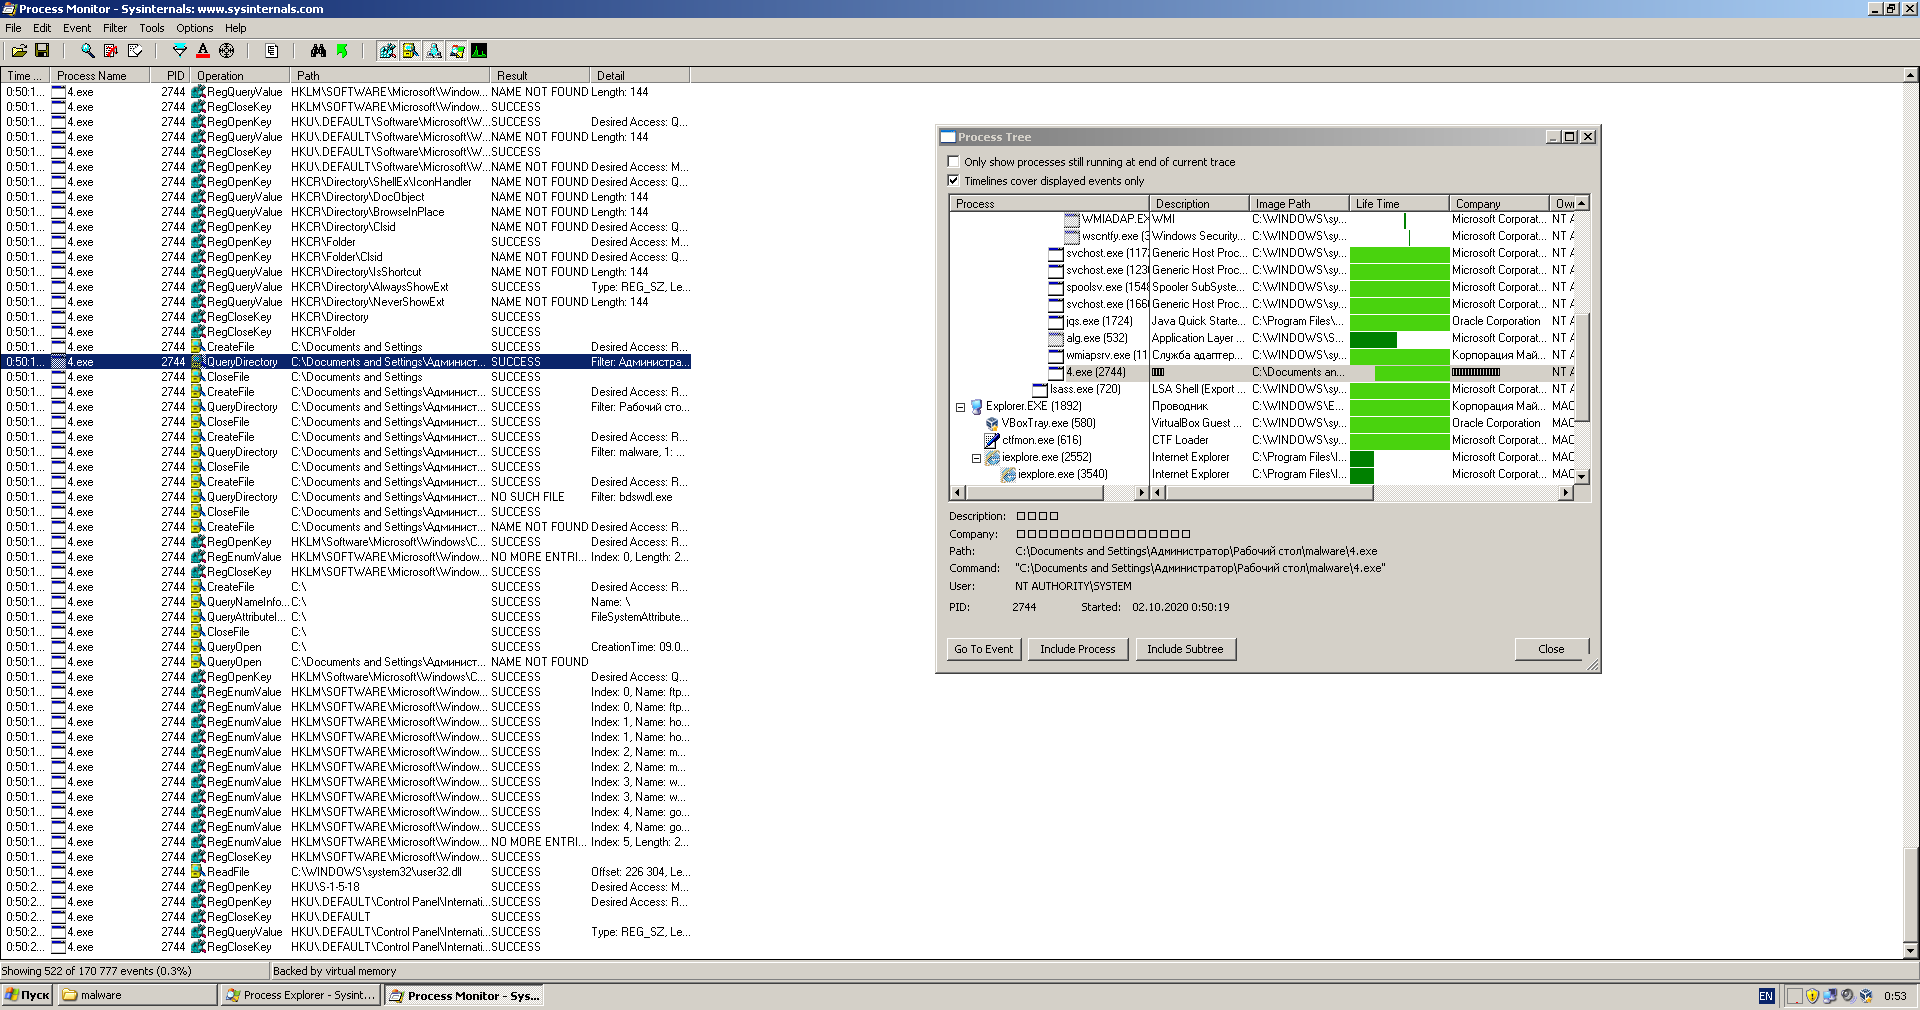 Process Monitor - Sysinternals: www.sysinternals.com
File Edit Event Filter Tools Options Help
Time ... Process Name PID Operation Path Result Detail
0:50:1... 4.exe 2744 RegQueryValue HKLM\SOFTWARE\Microsoft\Window... NAME NOT FOUND Length: 144
0:50:1... 4.exe 2744 RegCloseKey HKLM\SOFTWARE\Microsoft\Window... SUCCESS
0:50:1... 4.exe 2744 RegOpenKey HKU\.DEFAULT\Software\Microsoft\W... SUCCESS Desired Access: Q...
0:50:1... 4.exe 2744 RegQueryValue HKU\.DEFAULT\Software\Microsoft\W... NAME NOT FOUND Length: 144
0:50:1... 4.exe 2744 RegCloseKey HKU\.DEFAULT\Software\Microsoft\W... SUCCESS
0:50:1... 4.exe 2744 RegOpenKey HKU\.DEFAULT\Software\Microsoft\W... NAME NOT FOUND Desired Access: M...
0:50:1... 4.exe 2744 RegOpenKey HKCR\Directory\ShellEx\IconHandler NAME NOT FOUND Desired Access: Q...
0:50:1... 4.exe 2744 RegQueryValue HKCR\Directory\DocObject NAME NOT FOUND Length: 144
0:50:1... 4.exe 2744 RegQueryValue HKCR\Directory\BrowseInPlace NAME NOT FOUND Length: 144
0:50:1... 4.exe 2744 RegOpenKey HKCR\Directory\Clsid NAME NOT FOUND Desired Access: Q...
0:50:1... 4.exe 2744 RegOpenKey HKCR\Folder SUCCESS Desired Access: M...
0:50:1... 4.exe 2744 RegOpenKey HKCR\Folder\Clsid NAME NOT FOUND Desired Access: Q...
0:50:1... 4.exe 2744 RegQueryValue HKCR\Directory\IsShortcut NAME NOT FOUND Length: 144
0:50:1... 4.exe 2744 RegQueryValue HKCR\Directory\AlwaysShowExt SUCCESS Type: REG_SZ, Le...
0:50:1... 4.exe 2744 RegQueryValue HKCR\Directory\NeverShowExt NAME NOT FOUND Length: 144
0:50:1... 4.exe 2744 RegCloseKey HKCR\Directory SUCCESS
0:50:1... 4.exe 2744 RegCloseKey HKCR\Folder SUCCESS
0:50:1... 4.exe 2744 CreateFile C:\Documents and Settings SUCCESS Desired Access: R...
0:50:1... 4.exe 2744 QueryDirectory C:\Documents and Settings\Админист... SUCCESS Filter: Администра...
0:50:1... 4.exe 2744 CloseFile C:\Documents and Settings SUCCESS
0:50:1... 4.exe 2744 CreateFile C:\Documents and Settings\Админист... SUCCESS Desired Access: R...
0:50:1... 4.exe 2744 QueryDirectory C:\Documents and Settings\Админист... SUCCESS Filter: Рабочий сто...
0:50:1... 4.exe 2744 CloseFile C:\Documents and Settings\Админист... SUCCESS
0:50:1... 4.exe 2744 CreateFile C:\Documents and Settings\Админист... SUCCESS Desired Access: R...
0:50:1... 4.exe 2744 QueryDirectory C:\Documents and Settings\Админист... SUCCESS Filter: malware, 1: ...
0:50:1... 4.exe 2744 CloseFile C:\Documents and Settings\Админист... SUCCESS
0:50:1... 4.exe 2744 CreateFile C:\Documents and Settings\Админист... SUCCESS Desired Access: R...
0:50:1... 4.exe 2744 QueryDirectory C:\Documents and Settings\Админист... NO SUCH FILE Filter: bdswdl.exe
0:50:1... 4.exe 2744 CloseFile C:\Documents and Settings\Админист... SUCCESS
0:50:1... 4.exe 2744 CreateFile C:\Documents and Settings\Админист... NAME NOT FOUND Desired Access: R...
0:50:1... 4.exe 2744 RegOpenKey HKLM\Software\Microsoft\Windows\C... SUCCESS Desired Access: Q...
0:50:1... 4.exe 2744 RegEnumValue HKLM\SOFTWARE\Microsoft\Window... NO MORE ENTRI... Index: 0, Length: 2...
0:50:1... 4.exe 2744 RegCloseKey HKLM\SOFTWARE\Microsoft\Window... SUCCESS
0:50:1... 4.exe 2744 CreateFile C:\ SUCCESS Desired Access: R...
0:50:1... 4.exe 2744 QueryNameInfo... C:\ SUCCESS Name: \
0:50:1... 4.exe 2744 QueryAttributeI... C:\ SUCCESS FileSystemAttribute...
0:50:1... 4.exe 2744 CloseFile C:\ SUCCESS
0:50:1... 4.exe 2744 QueryOpen C:\ SUCCESS CreationTime: 09.0...
0:50:1... 4.exe 2744 QueryOpen C:\Documents and Settings\Админист... NAME NOT FOUND
0:50:1... 4.exe 2744 RegOpenKey HKLM\Software\Microsoft\Windows\C... SUCCESS Desired Access: Q...
0:50:1... 4.exe 2744 RegEnumValue HKLM\SOFTWARE\Microsoft\Window... SUCCESS Index: 0, Name: ftp...
0:50:1... 4.exe 2744 RegEnumValue HKLM\SOFTWARE\Microsoft\Window... SUCCESS Index: 0, Name: ftp...
0:50:1... 4.exe 2744 RegEnumValue HKLM\SOFTWARE\Microsoft\Window... SUCCESS Index: 1, Name: ho...
0:50:1... 4.exe 2744 RegEnumValue HKLM\SOFTWARE\Microsoft\Window... SUCCESS Index: 1, Name: ho...
0:50:1... 4.exe 2744 RegEnumValue HKLM\SOFTWARE\Microsoft\Window... SUCCESS Index: 2, Name: m...
0:50:1... 4.exe 2744 RegEnumValue HKLM\SOFTWARE\Microsoft\Window... SUCCESS Index: 2, Name: m...
0:50:1... 4.exe 2744 RegEnumValue HKLM\SOFTWARE\Microsoft\Window... SUCCESS Index: 3, Name: w...
0:50:1... 4.exe 2744 RegEnumValue HKLM\SOFTWARE\Microsoft\Window... SUCCESS Index: 3, Name: w...
0:50:1... 4.exe 2744 RegEnumValue HKLM\SOFTWARE\Microsoft\Window... SUCCESS Index: 4, Name: go...
0:50:1... 4.exe 2744 RegEnumValue HKLM\SOFTWARE\Microsoft\Window... SUCCESS Index: 4, Name: go...
0:50:1... 4.exe 2744 RegEnumValue HKLM\SOFTWARE\Microsoft\Window... NO MORE ENTRI... Index: 5, Length: 2...
0:50:1... 4.exe 2744 RegCloseKey HKLM\SOFTWARE\Microsoft\Window... SUCCESS
0:50:1... 4.exe 2744 ReadFile C:\WINDOWS\system32\user32.dll SUCCESS Offset: 226 304, Le...
0:50:2... 4.exe 2744 RegOpenKey HKU\S-1-5-18 SUCCESS Desired Access: M...
0:50:2... 4.exe 2744 RegOpenKey HKU\.DEFAULT\Control Panel\Internati... SUCCESS Desired Access: R...
0:50:2... 4.exe 2744 RegCloseKey HKU\.DEFAULT SUCCESS
0:50:2... 4.exe 2744 RegQueryValue HKU\.DEFAULT\Control Panel\Internati... SUCCESS Type: REG_SZ, Le...
0:50:2... 4.exe 2744 RegCloseKey HKU\.DEFAULT\Control Panel\Internati... SUCCESS
Process Tree
Only show processes still running at end of current trace
Timelines cover displayed events only
Process Description Image Path Life Time Company Ow
WMIADAP.EX WMI C:\WINDOWS\sy... Microsoft Corporat... NT A
wscntfy.exe (3 Windows Security... C:\WINDOWS\sy... Microsoft Corporat... NT A
svchost.exe (117 Generic Host Proc... C:\WINDOWS\sy... Microsoft Corporat... NT A
svchost.exe (123 Generic Host Proc... C:\WINDOWS\sy... Microsoft Corporat... NT A
spoolsv.exe (154 Spooler SubSyste... C:\WINDOWS\sy... Microsoft Corporat... NT A
svchost.exe (166 Generic Host Proc... C:\WINDOWS\sy... Microsoft Corporat... NT A
jqs.exe (1724) Java Quick Starte... C:\Program Files\... Oracle Corporation NT A
alg.exe (532) Application Layer ... C:\WINDOWS\Sy... Microsoft Corporat... NT A
wmiapsrv.exe (11 Служба адаптер... C:\WINDOWS\sy... Корпорация Май... NT A
4.exe (2744) C:\Documents an... NT A
lsass.exe (720) LSA Shell (Export ... C:\WINDOWS\sy... Microsoft Corporat... NT A
Explorer.EXE (1892) Проводник C:\WINDOWS\E... Корпорация Май... MAC
VBoxTray.exe (580) VirtualBox Guest ... C:\WINDOWS\sy... Oracle Corporation MAC
ctfmon.exe (616) CTF Loader C:\WINDOWS\sy... Microsoft Corporat... MAC
iexplore.exe (2552) Internet Explorer C:\Program Files\I... Microsoft Corporat... MAC
iexplore.exe (3540) Internet Explorer C:\Program Files\I... Microsoft Corporat... MAC
Description:
Company:
Path: C:\Documents and Settings\Администратор\Рабочий стол\malware\4.exe
Command: "C:\Documents and Settings\Администратор\Рабочий стол\malware\4.exe"
User: NT AUTHORITY\SYSTEM
PID: 2744 Started: 02.10.2020 0:50:19
Go To Event Include Process Include Subtree Close
Showing 522 of 170 777 events (0.3%) Backed by virtual memory
Пуск malware Process Explorer - Sysint... Process Monitor - Sys... EN 0:53